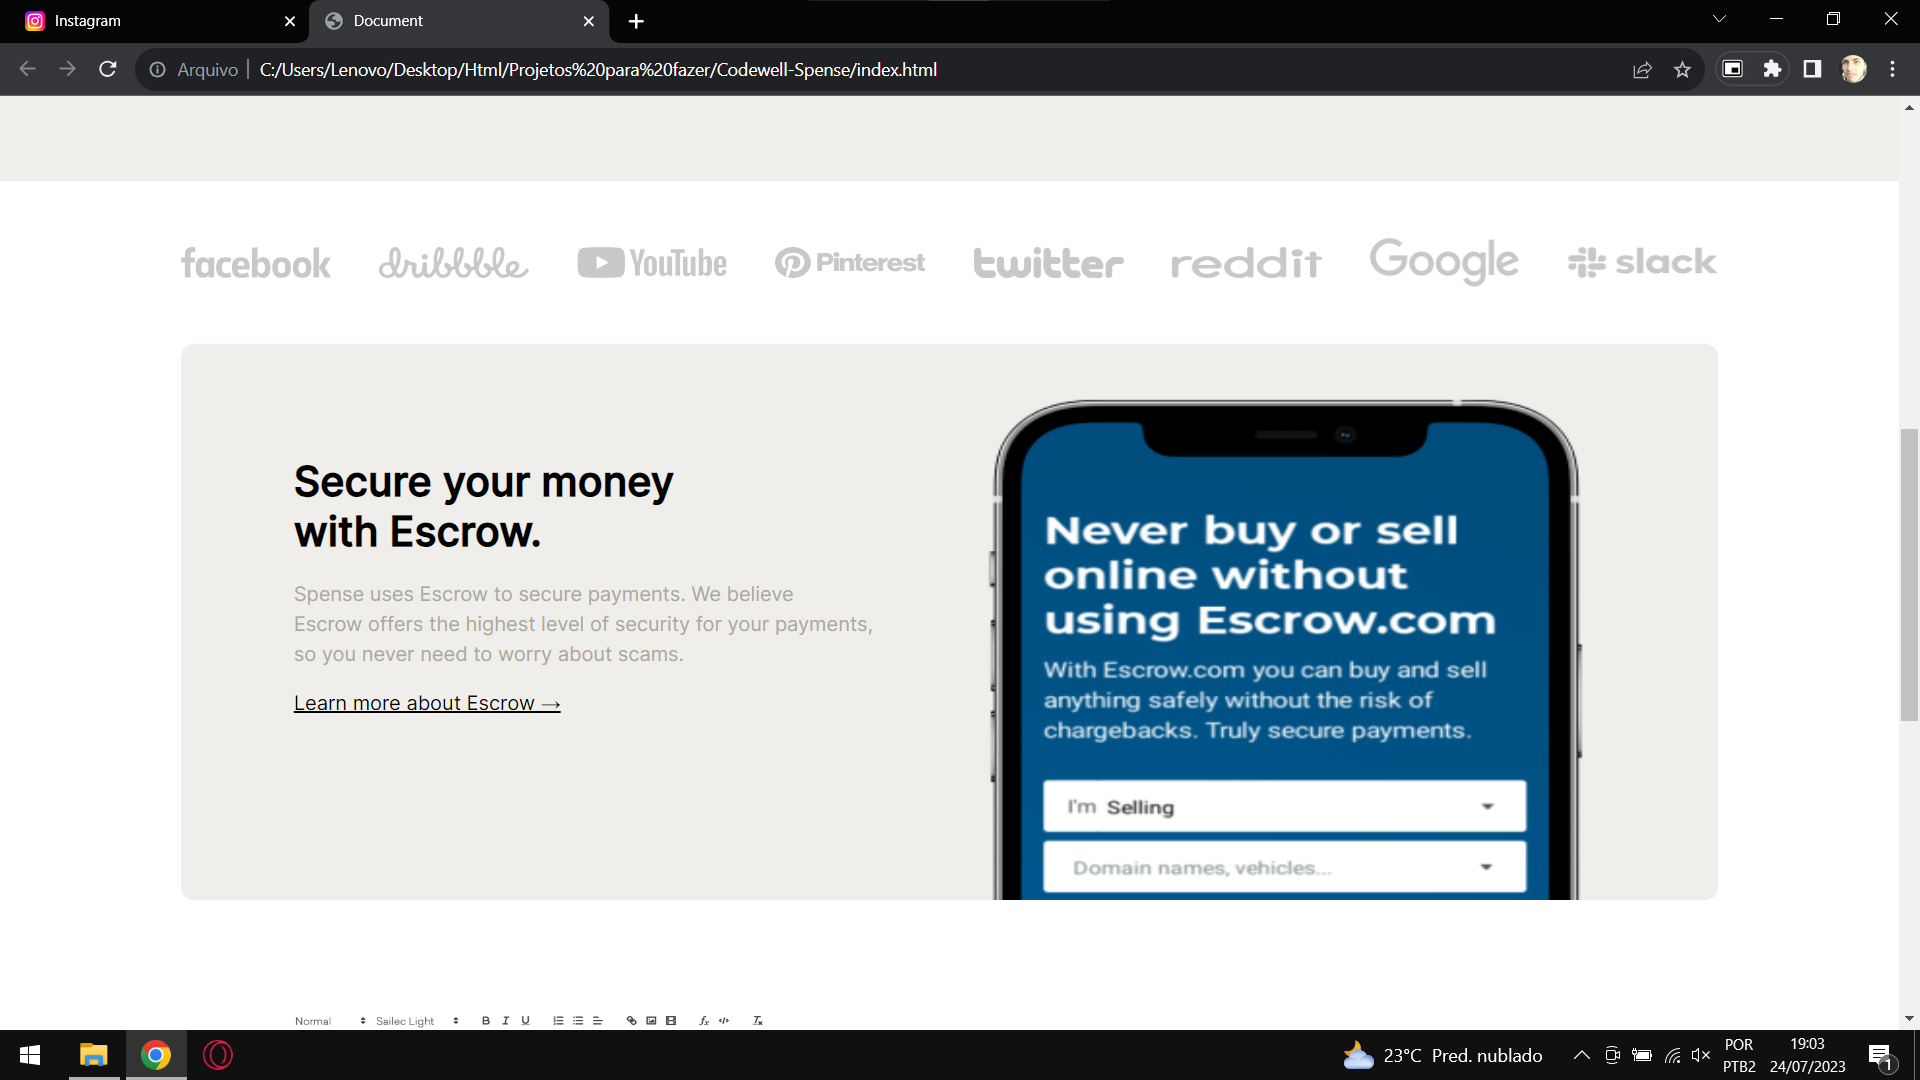 Instagram
Document
Arquivo
C:/Users/Lenovo/Desktop/Html/Projetos%20para%20fazer/Codewell-Spense/index.html
facebook dribbble YouTube Pinterest twitter reddit Google slack
Secure your money
with Escrow.
Spense uses Escrow to secure payments. We believe
Escrow offers the highest level of security for your payments,
so you never need to worry about scams.
Learn more about Escrow →
Never buy or sell
online without
using Escrow.com
With Escrow.com you can buy and sell
anything safely without the risk of
chargebacks. Truly secure payments.
I'm Selling
Domain names, vehicles...
Normal Sailec Light B I U
23°C Pred. nublado
POR
PTB2
19:03
24/07/2023
1